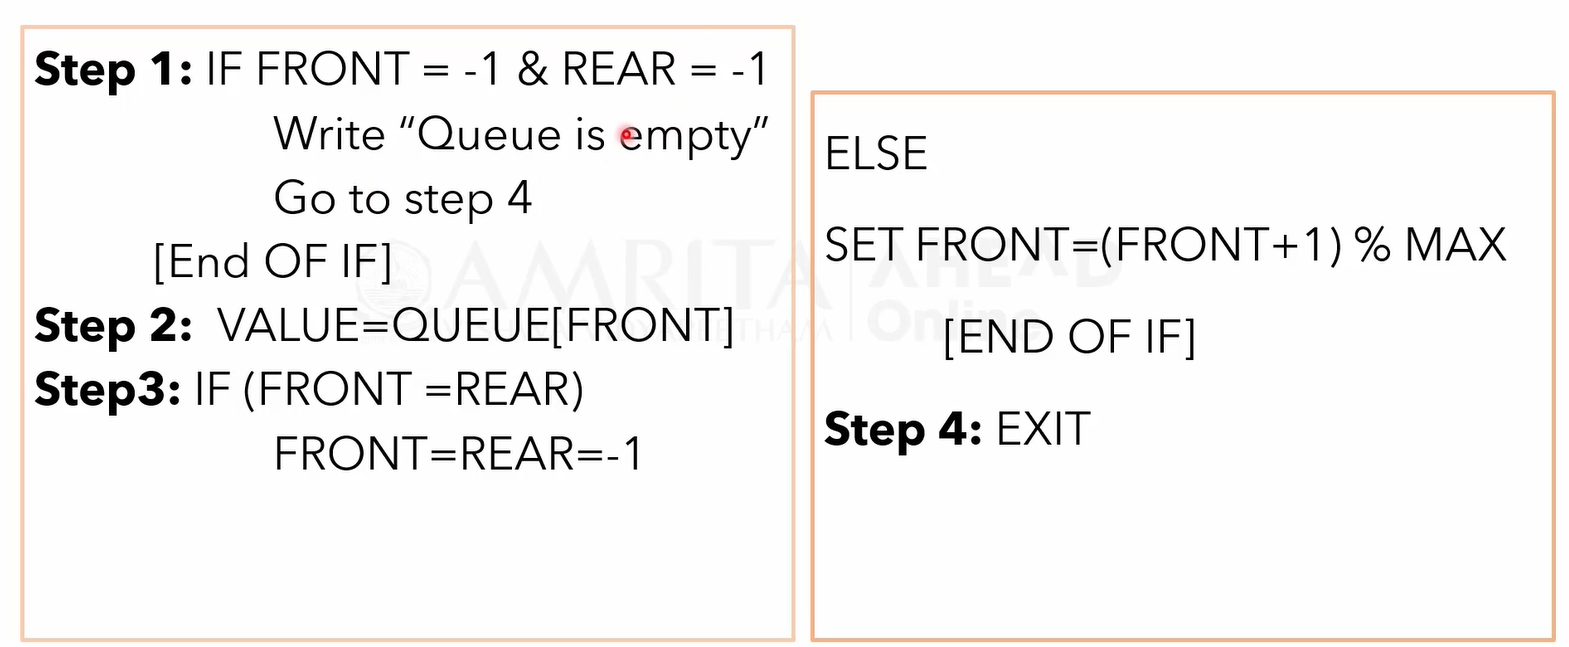 Step 1: IF FRONT = -1 & REAR = -1
Write “Queue is empty”
Go to step 4
[End OF IF]
Step 2: VALUE=QUEUE[FRONT]
Step3: IF (FRONT =REAR)
FRONT=REAR=-1
ELSE
SET FRONT=(FRONT+1) % MAX
[END OF IF]
Step 4: EXIT
AMRITA
AHEAD
Online